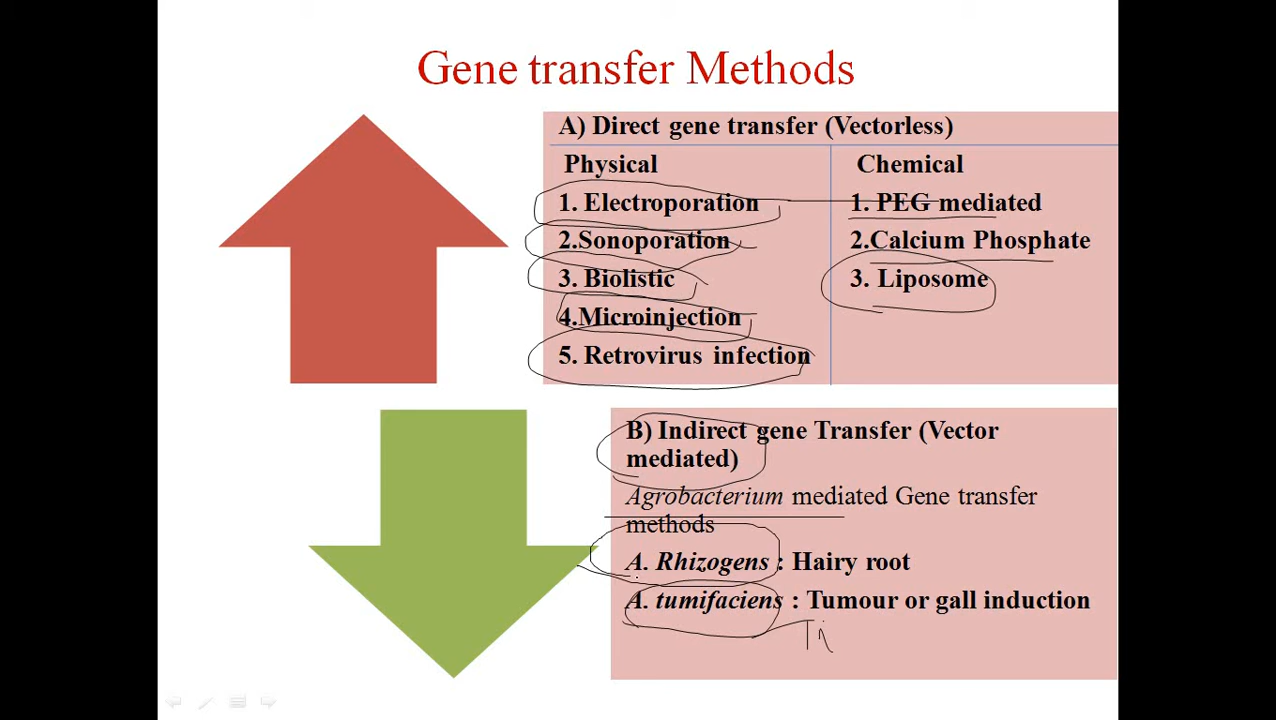 Gene transfer Methods
A) Direct gene transfer (Vectorless)
Physical
1. Electroporation
2.Sonoporation
3. Biolistic
4.Microinjection
5. Retrovirus infection
Chemical
1. PEG mediated
2.Calcium Phosphate
3. Liposome
B) Indirect gene Transfer (Vector
mediated)
Agrobacterium mediated Gene transfer
methods
A. Rhizogens : Hairy root
A. tumifaciens : Tumour or gall induction